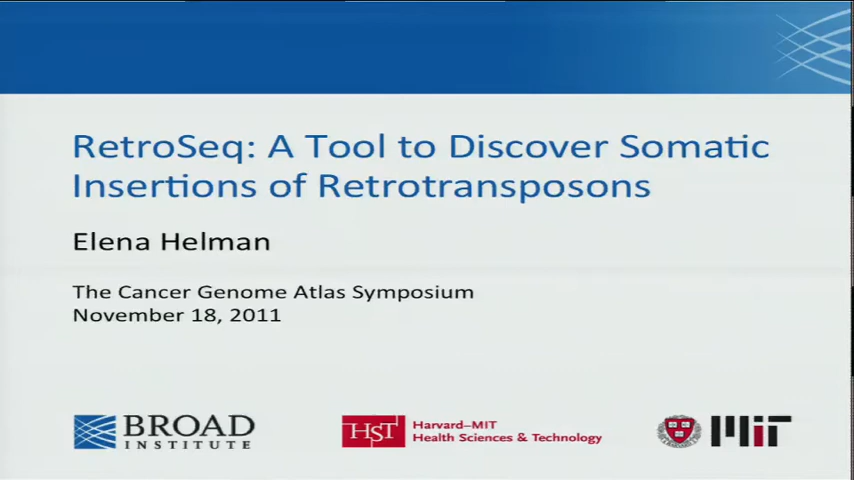 RetroSeq: A Tool to Discover Somatic
Insertions of Retrotransposons
Elena Helman
The Cancer Genome Atlas Symposium
November 18, 2011
BROAD
INSTITUTE
HST
Harvard–MIT
Health Sciences & Technology
MIT